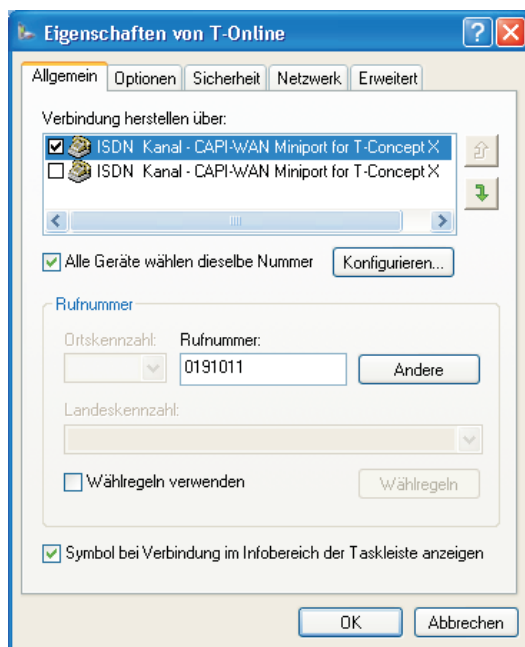 Eigenschaften von T-Online
Allgemein Optionen Sicherheit Netzwerk Erweitert
Verbindung herstellen über:
ISDN Kanal - CAPI-WAN Miniport for T-Concept X
ISDN Kanal - CAPI-WAN Miniport for T-Concept X
Alle Geräte wählen dieselbe Nummer Konfigurieren...
Rufnummer
Ortskennzahl: Rufnummer:
0191011 Andere
Landeskennzahl:
Wählregeln verwenden Wählregeln
Symbol bei Verbindung im Infobereich der Taskleiste anzeigen
OK Abbrechen